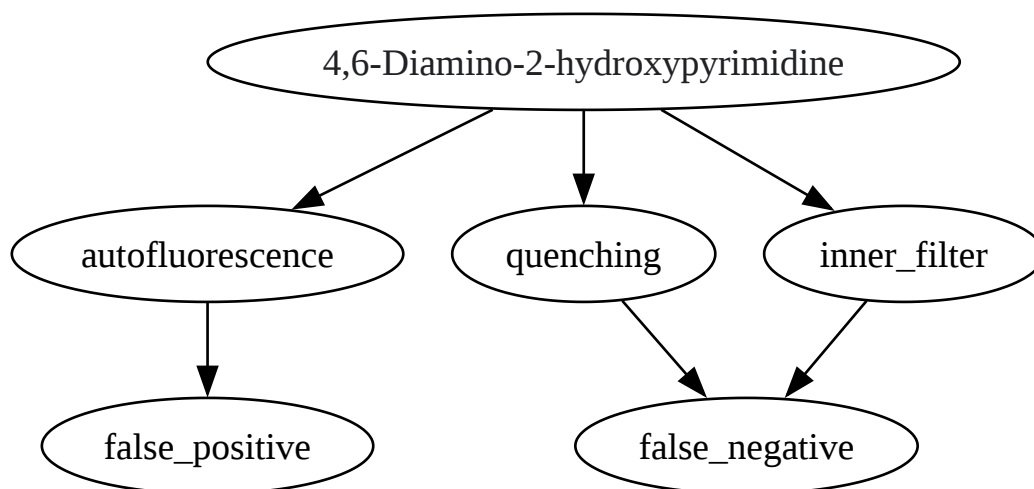 4,6-Diamino-2-hydroxypyrimidine
autofluorescence
quenching
inner_filter
false_positive
false_negative